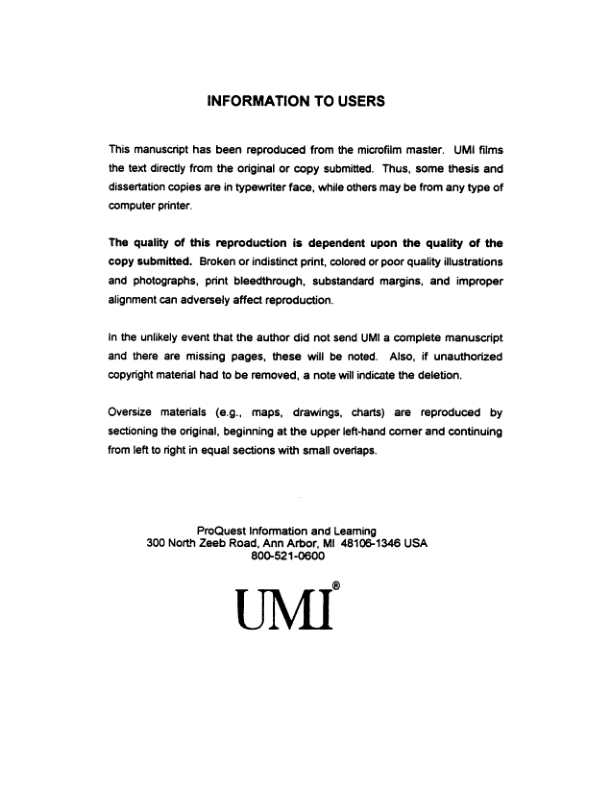 INFORMATION TO USERS
This manuscript has been reproduced from the microfilm master. UMI films
the text directly from the original or copy submitted. Thus, some thesis and
dissertation copies are in typewriter face, while others may be from any type of
computer printer.
The quality of this reproduction is dependent upon the quality of the
copy submitted. Broken or indistinct print, colored or poor quality illustrations
and photographs, print bleedthrough, substandard margins, and improper
alignment can adversely affect reproduction.
In the unlikely event that the author did not send UMI a complete manuscript
and there are missing pages, these will be noted. Also, if unauthorized
copyright material had to be removed, a note will indicate the deletion.
Oversize materials (e.g., maps, drawings, charts) are reproduced by
sectioning the original, beginning at the upper left-hand corner and continuing
from left to right in equal sections with small overlaps.
ProQuest Information and Learning
300 North Zeeb Road, Ann Arbor, MI 48106-1346 USA
800-521-0600
UMI®